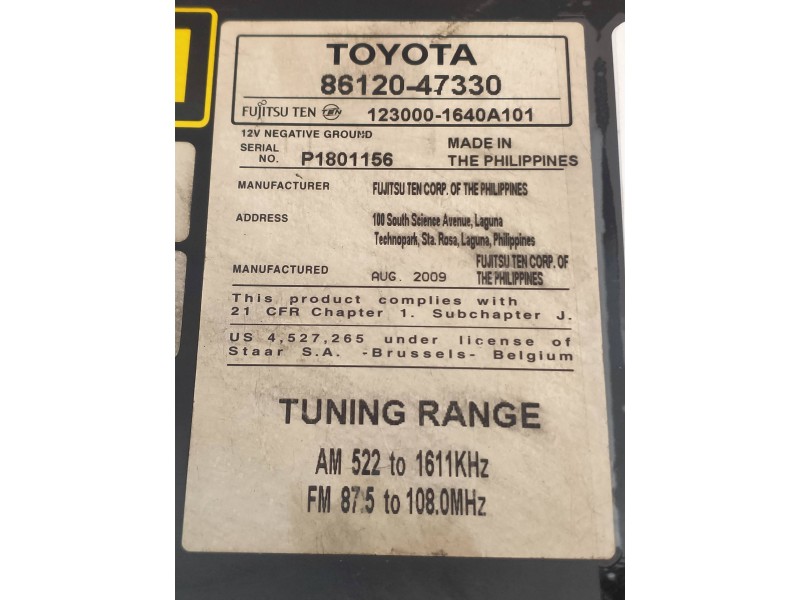 TOYOTA
86120-47330
FUJITSU TEN TEN 123000-1640A101
12V NEGATIVE GROUND
SERIAL NO. P1801156
MADE IN THE PHILIPPINES
MANUFACTURER FUJITSU TEN CORP. OF THE PHILIPPINES
ADDRESS 100 South Science Avenue, Laguna
Technopark, Sta. Rosa, Laguna, Philippines
MANUFACTURED AUG. 2009 FUJITSU TEN CORP. OF THE PHILIPPINES
This product complies with
21 CFR Chapter 1. Subchapter J.
US 4,527,265 under license of
Staar S.A. -Brussels- Belgium
TUNING RANGE
AM 522 to 1611KHz
FM 87.5 to 108.0MHz